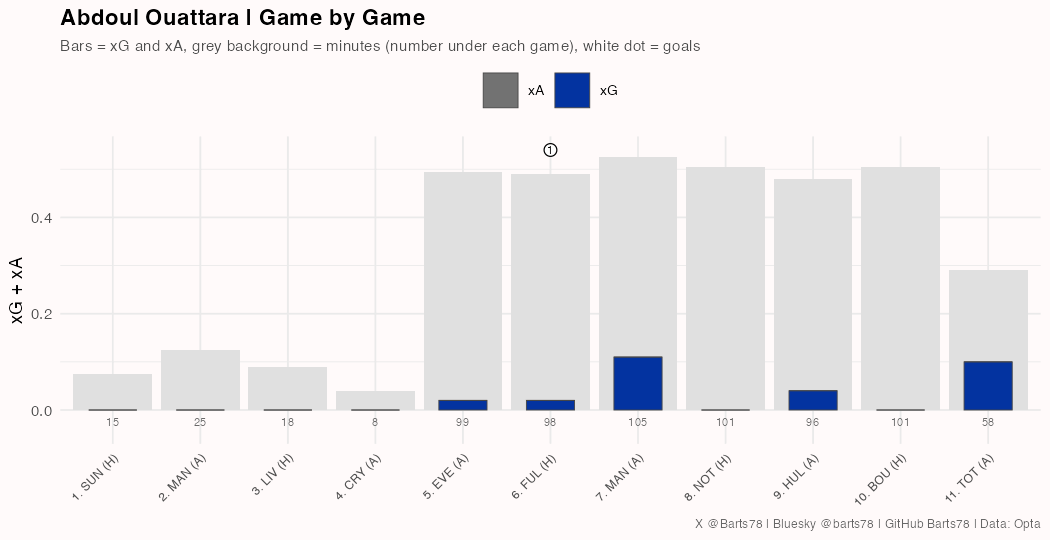 Abdoul Ouattara | Game by Game
Bars = xG and xA, grey background = minutes (number under each game), white dot = goals
xA xG
1
xG + xA
0.4
0.2
0.0
15 25 18 8 99 98 105 101 96 101 58
1. SUN (H) 2. MAN (A) 3. LIV (H) 4. CRY (A) 5. EVE (A) 6. FUL (H) 7. MAN (A) 8. NOT (H) 9. HUL (A) 10. BOU (H) 11. TOT (A)
X @Barts78 | Bluesky @barts78 | GitHub Barts78 | Data: Opta